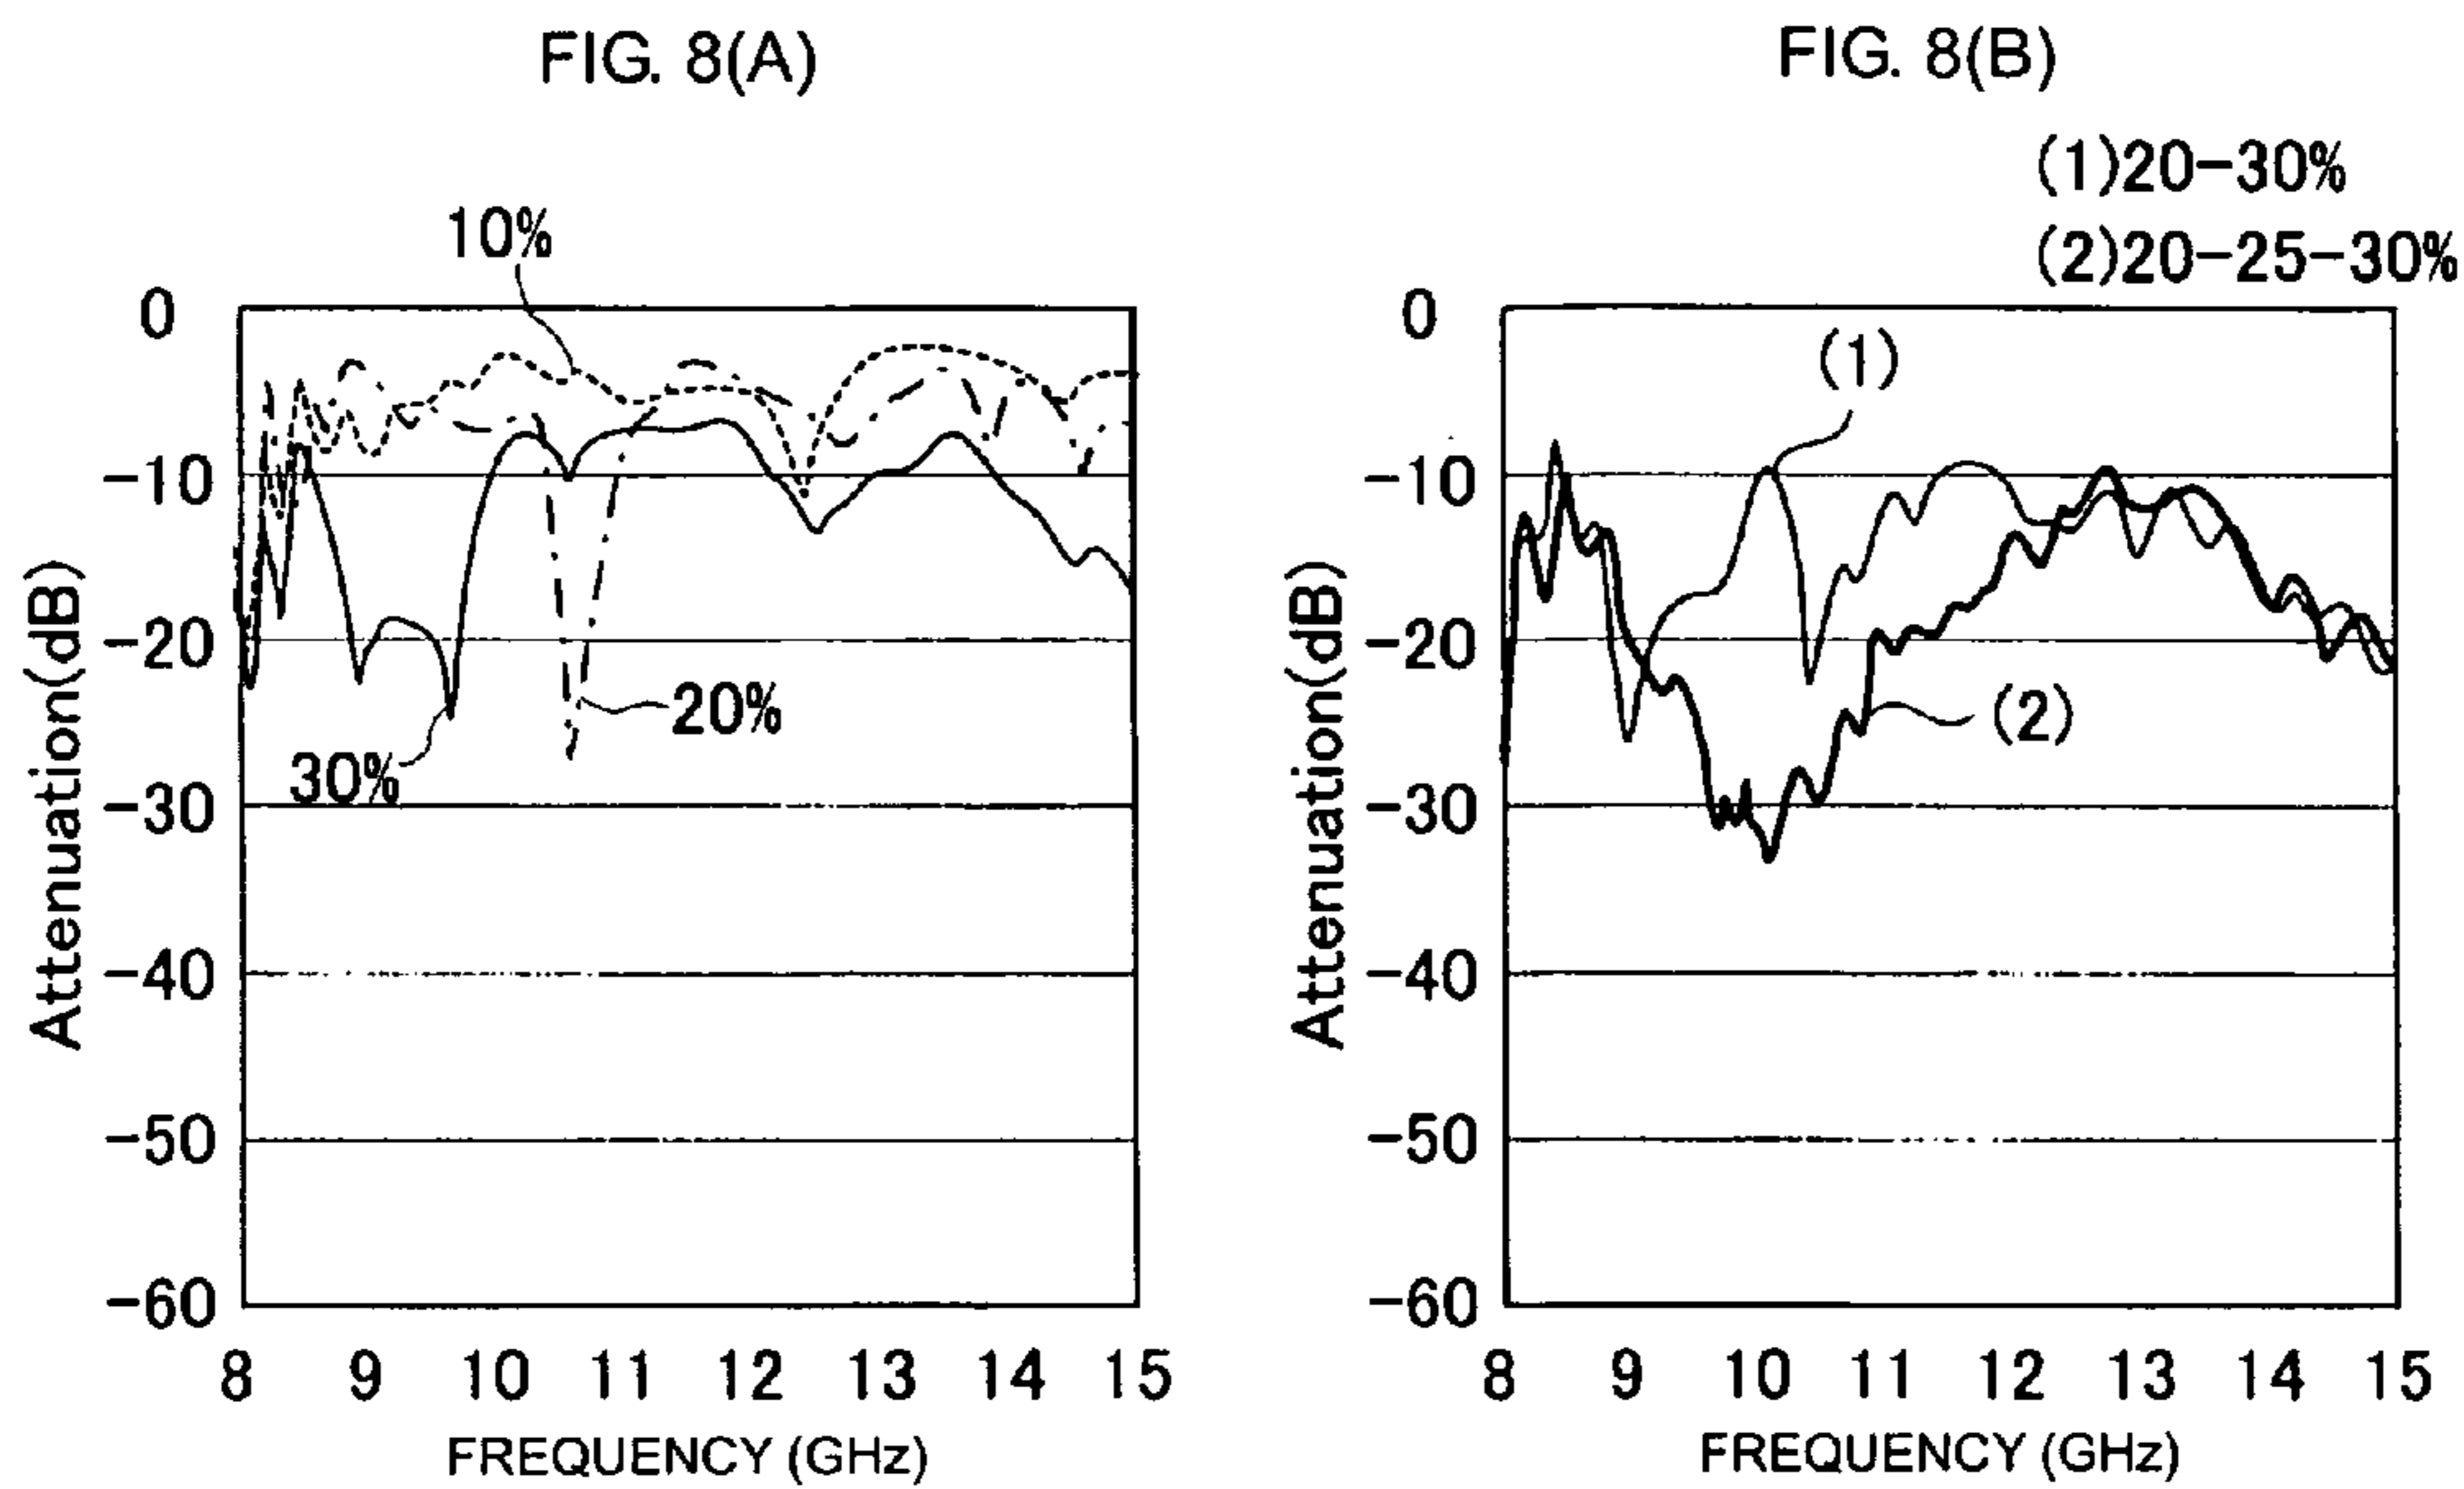 FIG. 8(A)
10%
20%
30%
0
-10
-20
-30
-40
-50
-60
Attenuation(dB)
8 9 10 11 12 13 14 15
FREQUENCY (GHz)
FIG. 8(B)
(1)20-30%
(2)20-25-30%
(1)
(2)
0
-10
-20
-30
-40
-50
-60
Attenuation(dB)
8 9 10 11 12 13 14 15
FREQUENCY (GHz)